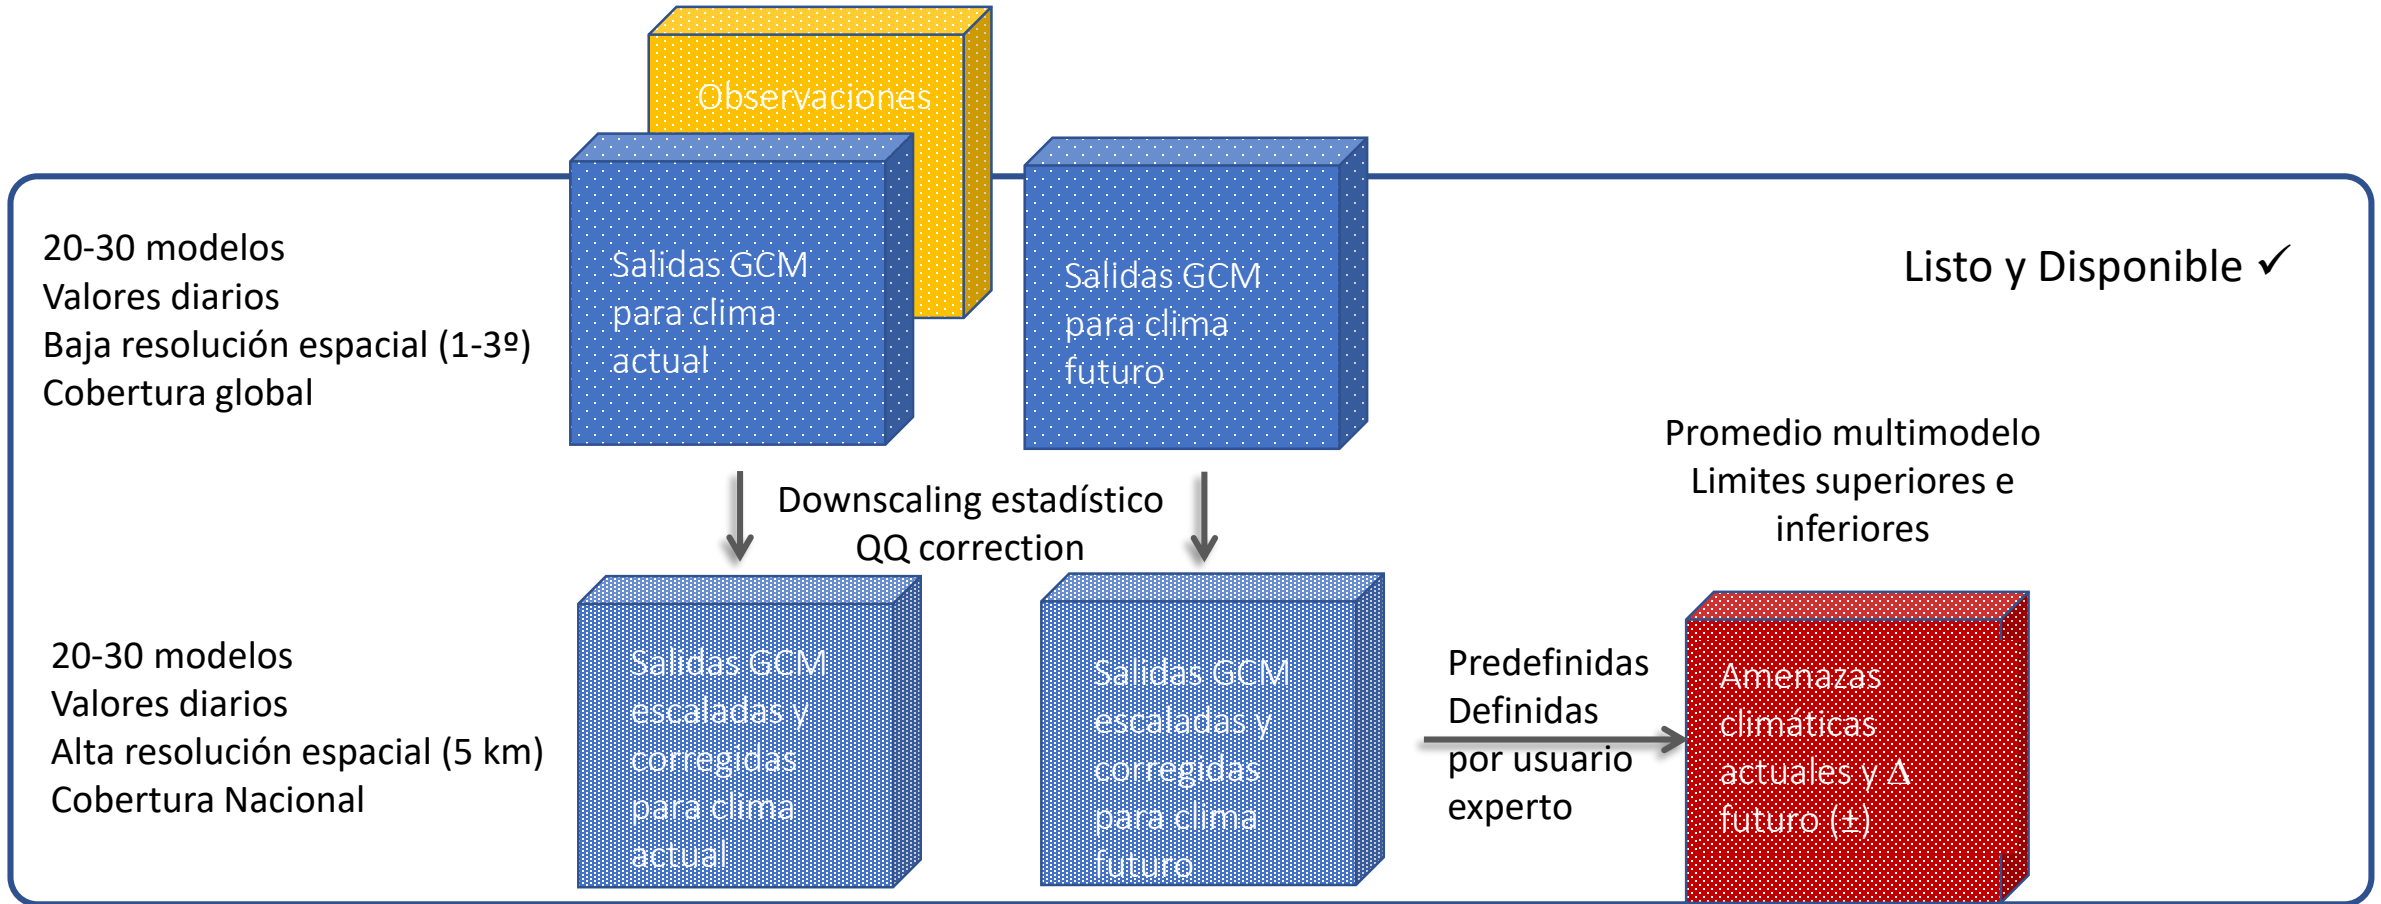 Observaciones
20-30 modelos
Valores diarios
Baja resolución espacial (1-3º)
Cobertura global
Salidas GCM
para clima
actual
Salidas GCM
para clima
futuro
Listo y Disponible ✓
Downscaling estadístico
QQ correction
Promedio multimodelo
Limites superiores e
inferiores
20-30 modelos
Valores diarios
Alta resolución espacial (5 km)
Cobertura Nacional
Salidas GCM
escaladas y
corregidas
para clima
actual
Salidas GCM
escaladas y
corregidas
para clima
futuro
Predefinidas
Definidas
por usuario
experto
Amenazas
climáticas
actuales y Δ
futuro (±)